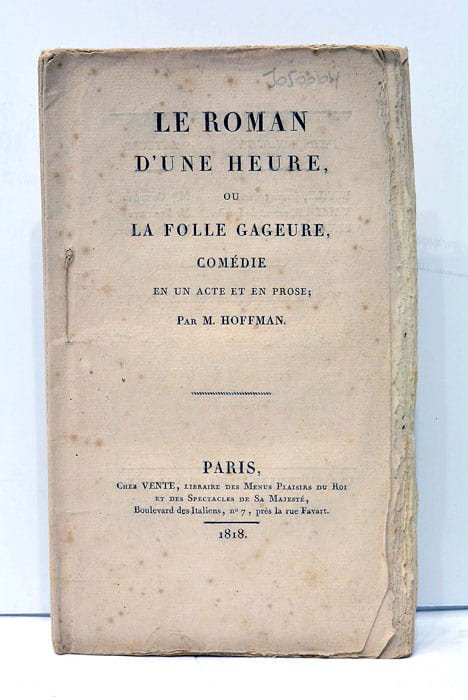 LE ROMAN
D'UNE HEURE,
OU
LA FOLLE GAGEURE,
COMÉDIE
EN UN ACTE ET EN PROSE;
PAR M. HOFFMAN.
PARIS,
CHEZ VENTE, LIBRAIRE DES MENUS PLAISIRS DU ROI
ET DES SPECTACLES DE SA MAJESTÉ,
Boulevard des Italiens, nº 7, près la rue Favart.
1818.